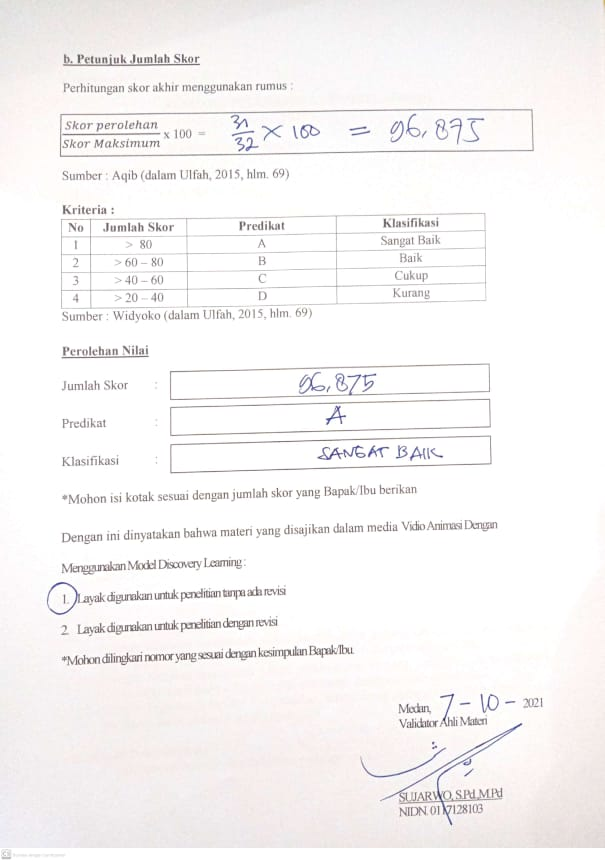 b. Petunjuk Jumlah Skor
Perhitungan skor akhir menggunakan rumus :
Skor perolehan
Skor Maksimum x 100 = 31/32 x 100 = 96,875
Sumber : Aqib (dalam Ulfah, 2015, hlm. 69)
Kriteria :
No Jumlah Skor Predikat Klasifikasi
1 > 80 A Sangat Baik
2 > 60 – 80 B Baik
3 > 40 – 60 C Cukup
4 > 20 – 40 D Kurang
Sumber : Widyoko (dalam Ulfah, 2015, hlm. 69)
Perolehan Nilai
Jumlah Skor : 96,875
Predikat : A
Klasifikasi : SANGAT BAIK
*Mohon isi kotak sesuai dengan jumlah skor yang Bapak/Ibu berikan
Dengan ini dinyatakan bahwa materi yang disajikan dalam media Vidio Animasi Dengan
Menggunakan Model Discovery Learning :
1. Layak digunakan untuk penelitian tanpa ada revisi
2. Layak digunakan untuk penelitian dengan revisi
*Mohon dilingkari nomor yang sesuai dengan kesimpulan Bapak/Ibu.
Medan, 7 – 10 – 2021
Validator Ahli Materi
SUJARWO, S.Pd.,M.Pd
NIDN. 0117128103
CS